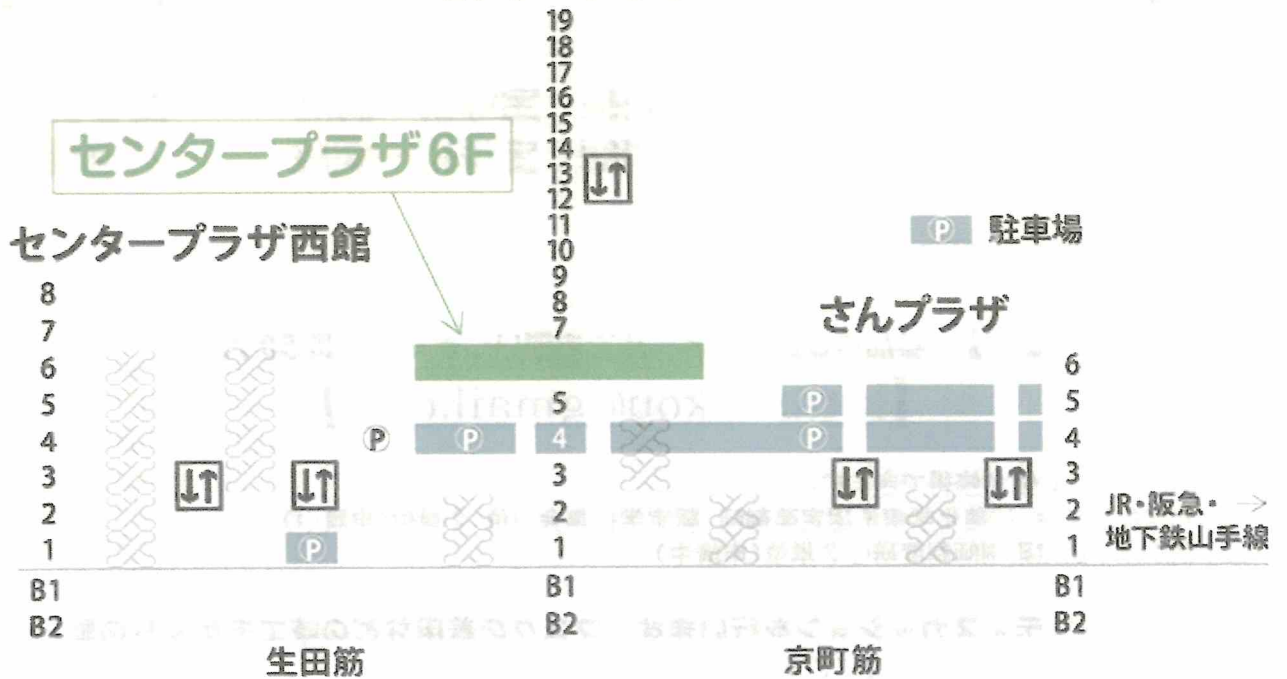 19
18
17
16
15
14
13
12
11
10
9
8
7
5
4
3
2
1
B1
B2
センタープラザ6F
センタープラザ西館
8
7
6
5
4
3
2
1
B1
B2
P
P
P
P 駐車場
さんプラザ
P
P
6
5
4
3
2
1
B1
B2
JR・阪急・
地下鉄山手線
生田筋
京町筋